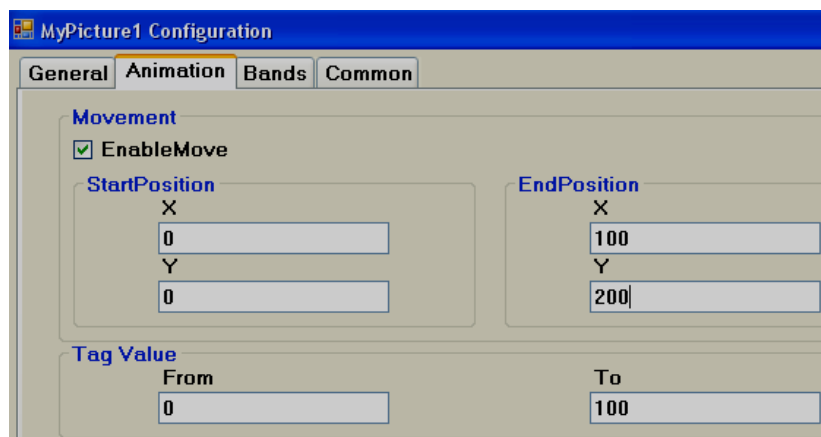 MyPicture1 Configuration
General Animation Bands Common
Movement
EnableMove
StartPosition EndPosition
X X
0 100
Y Y
0 200
Tag Value
From To
0 100